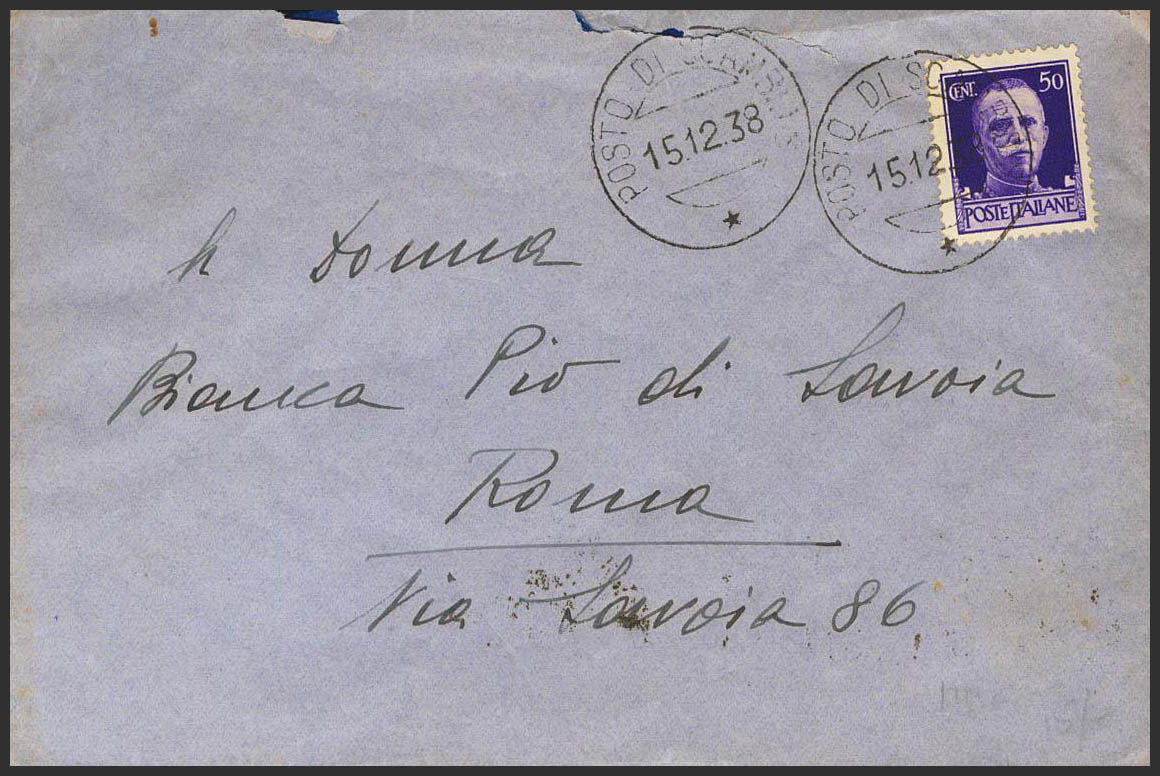 POSTO DI SCAMBIO
15.12.38
POSTO DI
15.12
CENT. 50
POSTE ITALIANE
Donna
Bianca Pio di Savoia
Roma
Via Savoia 86